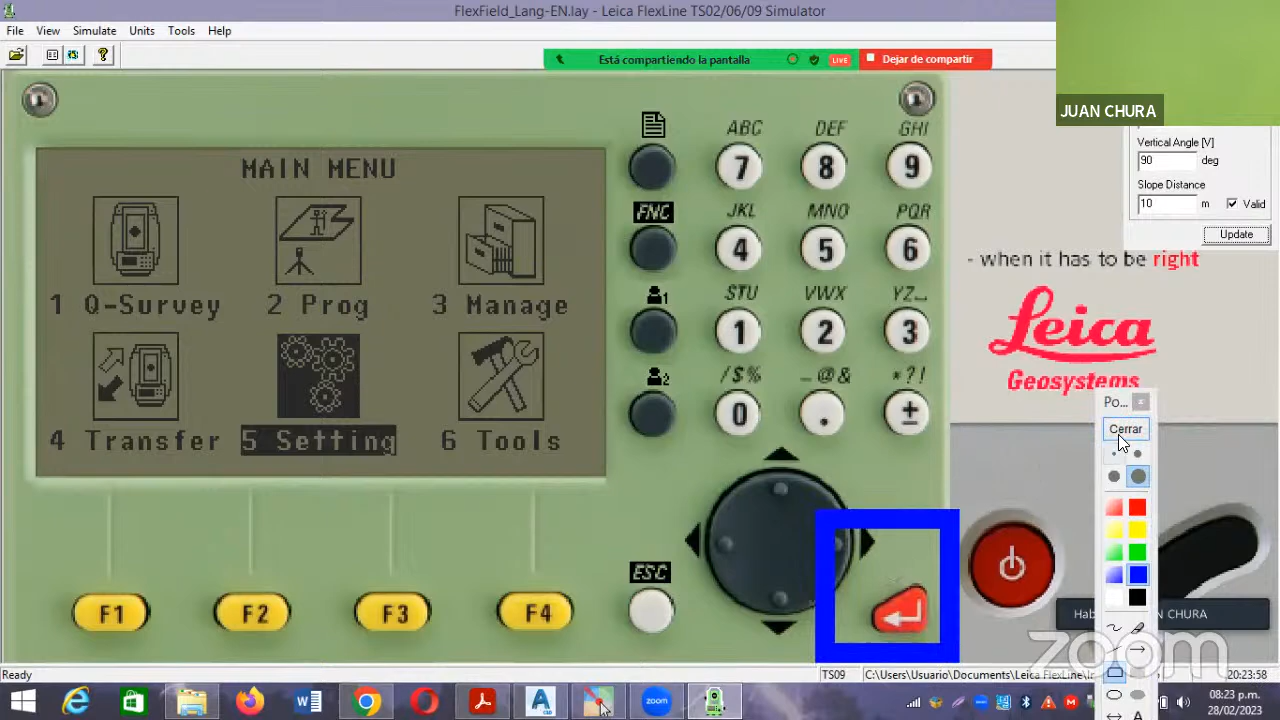 FlexField_Lang-EN.lay - Leica FlexLine TS02/06/09 Simulator
File View Simulate Units Tools Help
Está compartiendo la pantalla
LIVE
Dejar de compartir
JUAN CHURA
Vertical Angle [V]
90 deg
Slope Distance
10 m Valid
Update
- when it has to be right
Leica
Geosystems
MAIN MENU
1 Q-Survey 2 Prog 3 Manage
4 Transfer 5 Setting 6 Tools
ABC DEF GHI
7 8 9
FNC JKL MNO PQR
4 5 6
1 STU VWX YZ_
1 2 3
2 /$% _@& *?!
0 . ±
ESC
F1 F2 F3 F4
Po...
Cerrar
A
CHURA
zoom
Ready
TS09 C:\Users\Usuario\Documents\Leica FlexLine\
20:23:58
zoom
08:23 p.m.
28/02/2023